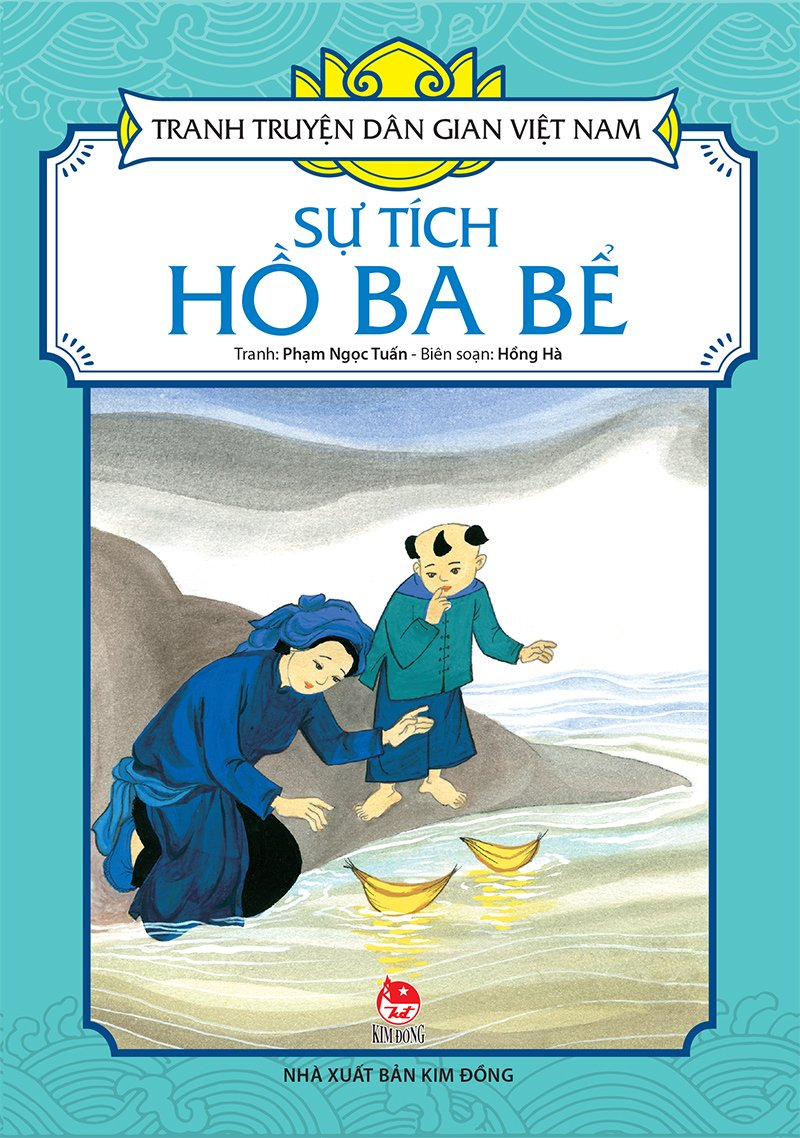 TRANH TRUYỆN DÂN GIAN VIỆT NAM
SỰ TÍCH
HỒ BA BỂ
Tranh: Phạm Ngọc Tuấn - Biên soạn: Hồng Hà
Kđ
KIM ĐỒNG
NHÀ XUẤT BẢN KIM ĐỒNG